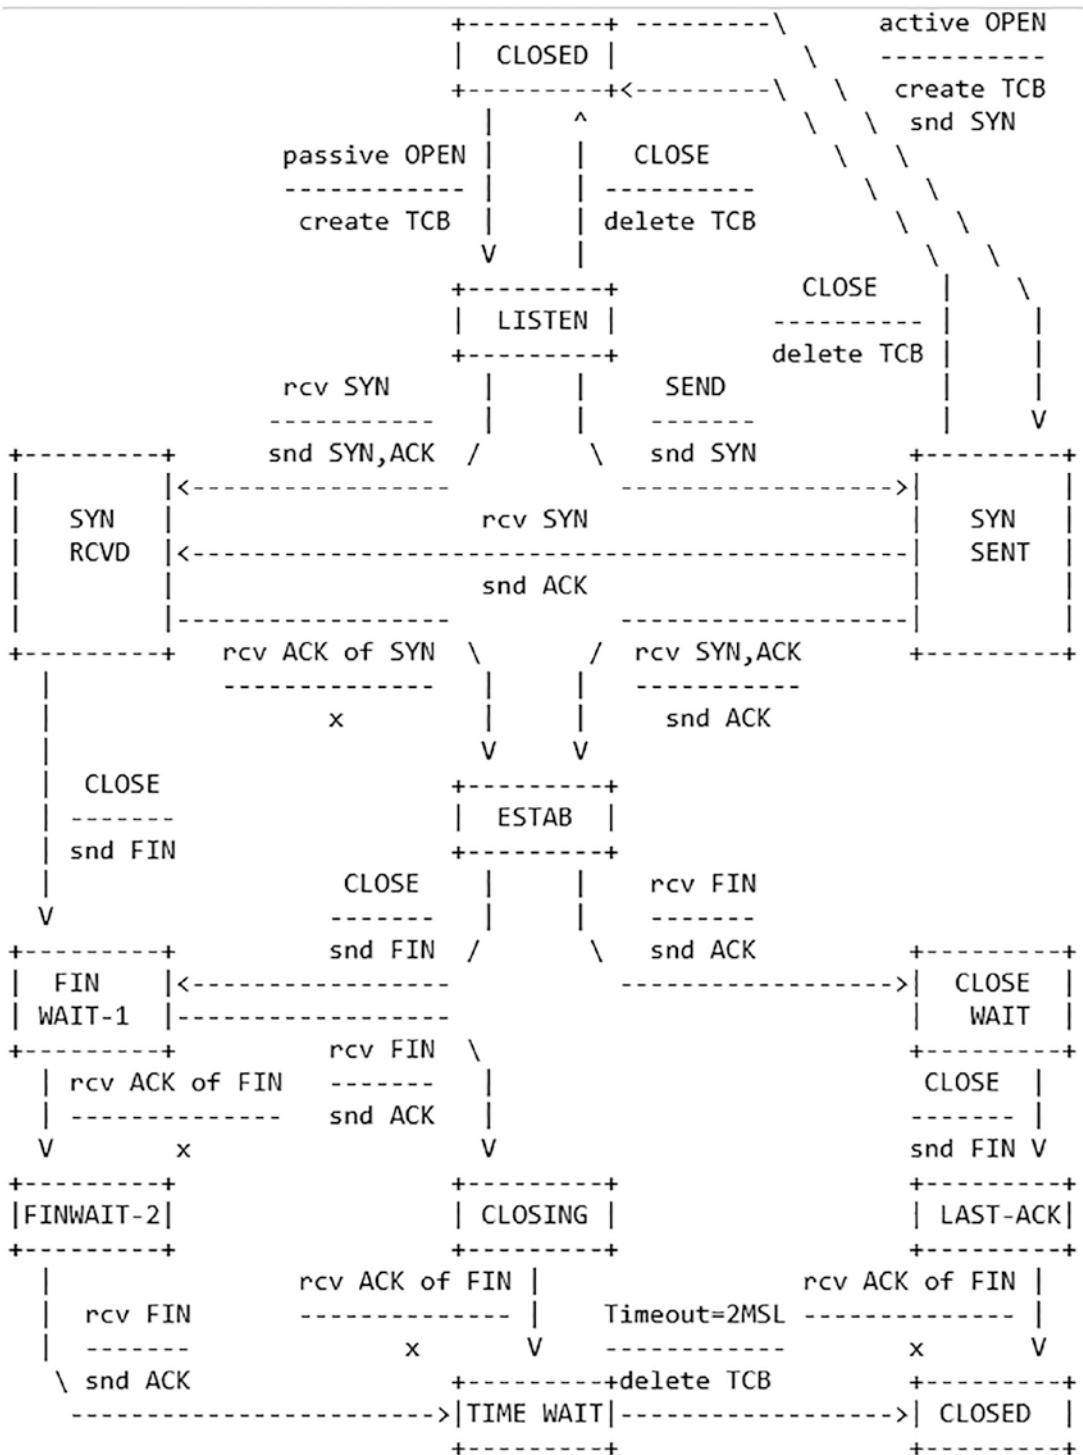 +---------+ ---------\      active OPEN
|  CLOSED |            \    -----------
+---------+<---------\   \   create TCB
  |     ^              \   \  snd SYN
passive OPEN |     |   CLOSE        \   \
------------ |     | ----------       \   \
create TCB  |     | delete TCB         \   \
V     |                      \   \
+---------+            CLOSE    |    \
|  LISTEN |          ---------- |     |
+---------+          delete TCB |     |
rcv SYN      |     |     SEND              |     |
-----------   |     |    -------            |     V
+---------+      snd SYN,ACK  /       \   snd SYN          +---------+
|         |<------------------           ------------------>|         |
|   SYN   |                    rcv SYN                     |   SYN   |
|   RCVD  |<-----------------------------------------------|   SENT  |
|         |                    snd ACK                     |         |
|         |------------------           -------------------|         |
+---------+   rcv ACK of SYN  \       /  rcv SYN,ACK       +---------+
|           --------------   |     |  -----------
|                  x         |     |    snd ACK
|                            V     V
|  CLOSE                   +---------+
| -------                  |  ESTAB  |
| snd FIN                  +---------+
|                   CLOSE    |     |    rcv FIN
V                  -------   |     |    -------
+---------+          snd FIN  /       \   snd ACK          +---------+
|  FIN    |<-----------------           ------------------>|  CLOSE  |
| WAIT-1  |------------------                              |   WAIT  |
+---------+          rcv FIN  \                            +---------+
| rcv ACK of FIN   -------   |                            CLOSE  |
| --------------   snd ACK   |                           ------- |
V        x                   V                           snd FIN V
+---------+                  +---------+                   +---------+
|FINWAIT-2|                  | CLOSING |                   | LAST-ACK|
+---------+                  +---------+                   +---------+
|                rcv ACK of FIN |                 rcv ACK of FIN |
|  rcv FIN       -------------- |    Timeout=2MSL -------------- |
|  -------              x       V    ------------        x       V
\ snd ACK                 +---------+delete TCB         +---------+
------------------------>|TIME WAIT|------------------>| CLOSED  |
+---------+                   +---------+